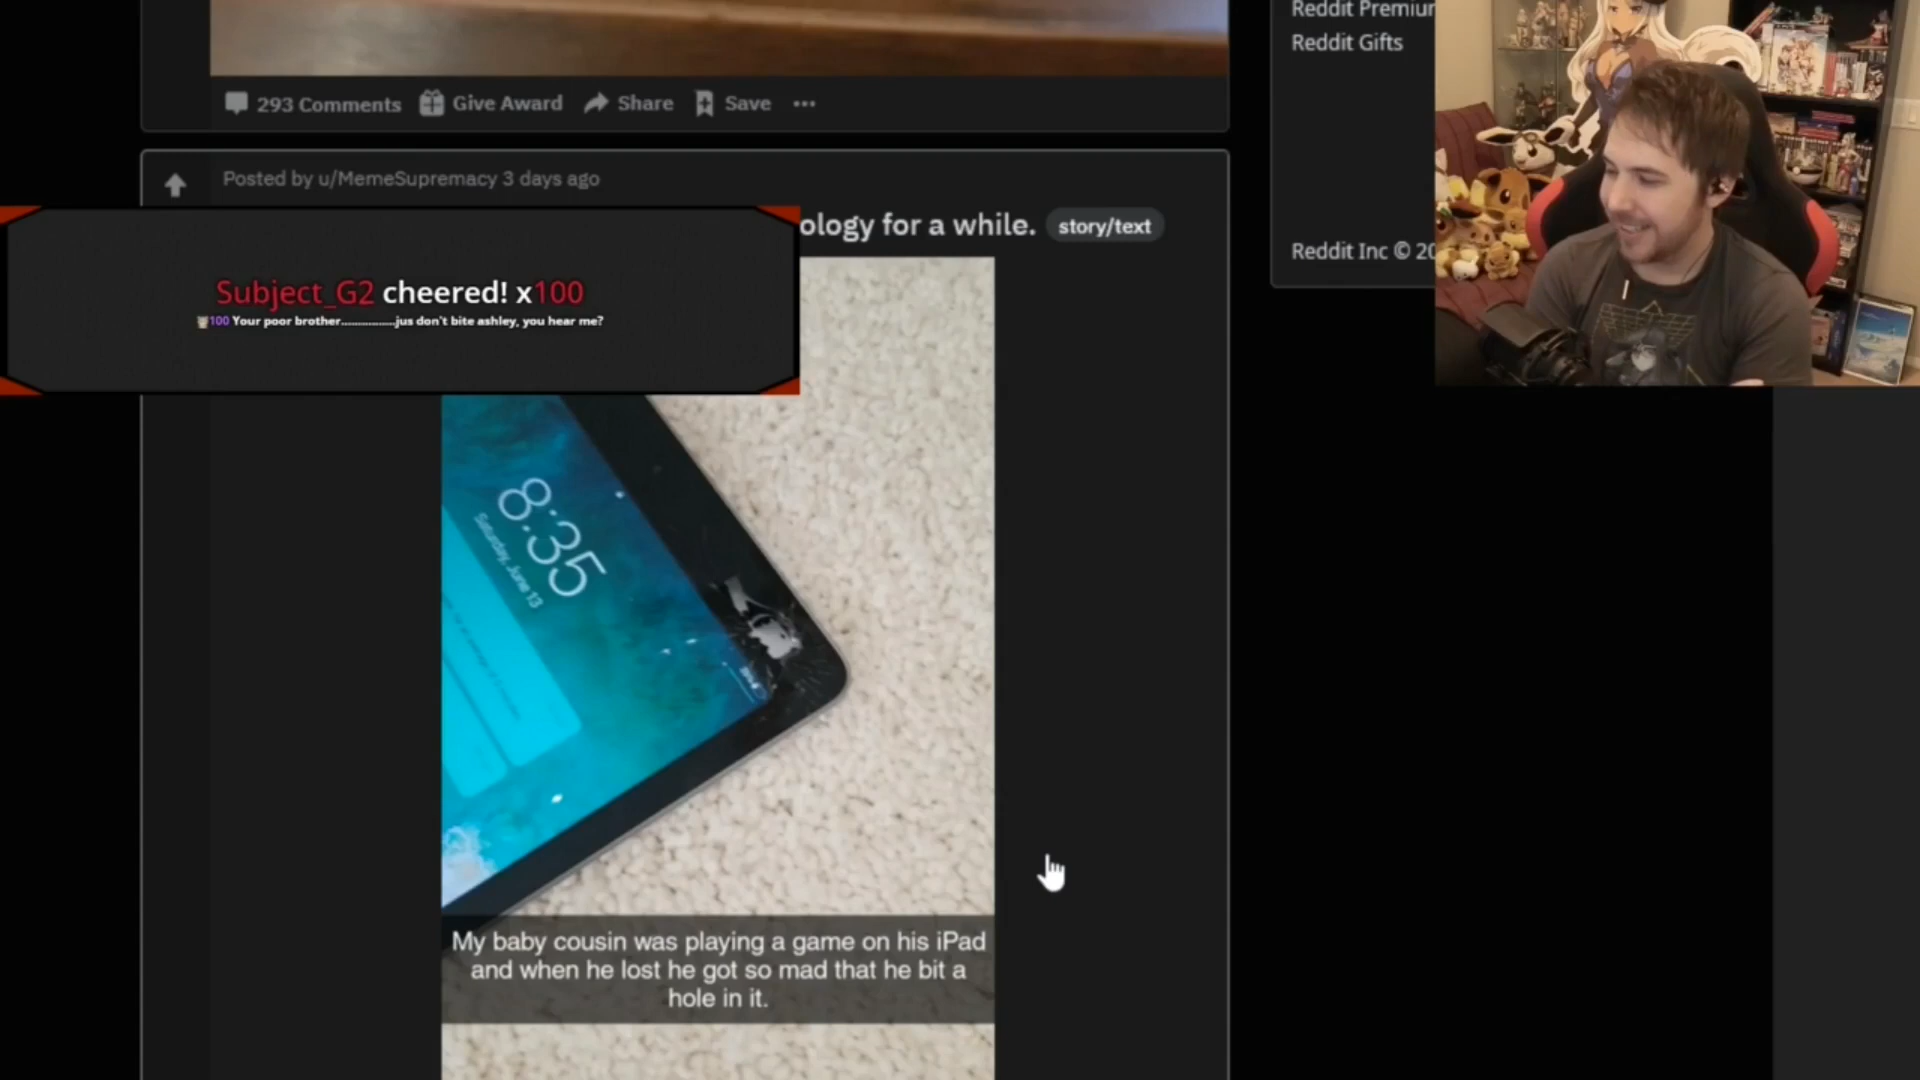 Reddit Premiu
Reddit Gifts
293 Comments
Give Award
Share
Save
Posted by u/MemeSupremacy 3 days ago
ology for a while.
story/text
Subject_G2 cheered! x100
100 Your poor brother................jus don't bite ashley, you hear me?
Reddit Inc © 20
8:35
Saturday, June 13
My baby cousin was playing a game on his iPad
and when he lost he got so mad that he bit a
hole in it.